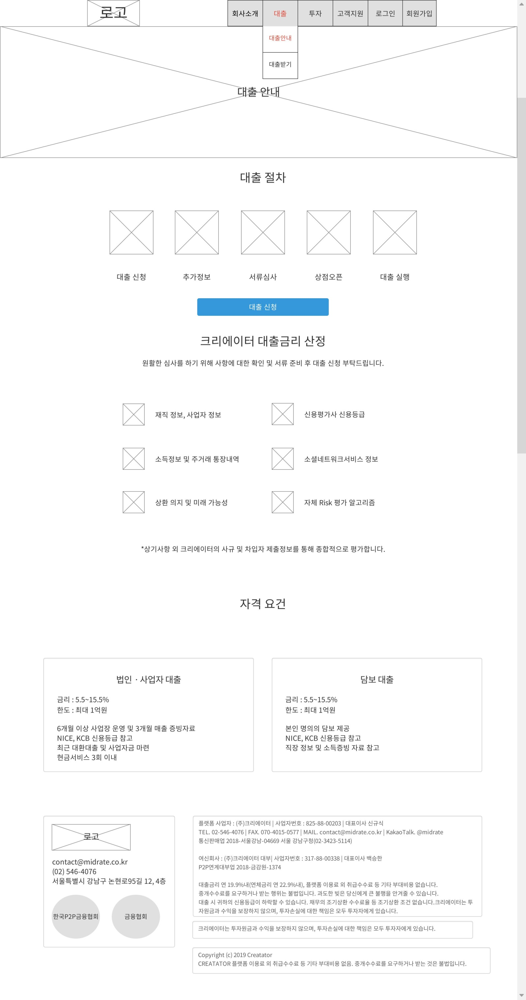 로고
회사소개
대출
투자
고객지원
로그인
회원가입
대출안내
대출받기
대출 안내
대출 절차
대출 신청
추가정보
서류심사
상점오픈
대출 실행
대출 신청
크리에이터 대출금리 산정
원활한 심사를 하기 위해 사항에 대한 확인 및 서류 준비 후 대출 신청 부탁드립니다.
재직 정보, 사업자 정보
신용평가사 신용등급
소득정보 및 주거래 통장내역
소셜네트워크서비스 정보
상환 의지 및 미래 가능성
자체 Risk 평가 알고리즘
*상기사항 외 크리에이터의 사규 및 차입자 제출정보를 통해 종합적으로 평가합니다.
자격 요건
법인 · 사업자 대출
금리 : 5.5~15.5%
한도 : 최대 1억원
6개월 이상 사업장 운영 및 3개월 매출 증빙자료
NICE, KCB 신용등급 참고
최근 대환대출 및 사업자금 마련
현금서비스 3회 이내
담보 대출
금리 : 5.5~15.5%
한도 : 최대 1억원
본인 명의의 담보 제공
NICE, KCB 신용등급 참고
직장 정보 및 소득증빙 자료 참고
로고
contact@midrate.co.kr
(02) 546-4076
서울특별시 강남구 논현로95길 12, 4층
한국P2P금융협회
금융협회
플랫폼 사업자 : (주)크리에이터 | 사업자번호 : 825-88-00203 | 대표이사 신규식
TEL. 02-546-4076 | FAX. 070-4015-0577 | MAIL. contact@midrate.co.kr | KakaoTalk. @midrate
통신판매업 2018-서울강남-04669 서울 강남구청(02-3423-5114)
여신회사 : (주)크리에이터 대부| 사업자번호 : 317-88-00338 | 대표이사 백승한
P2P연계대부업 2018-금감원-1374
대출금리 연 19.9%내(연체금리 연 22.9%내), 플랫폼 이용료 외 취급수수료 등 기타 부대비용 없습니다.
중개수수료를 요구하거나 받는 행위는 불법입니다. 과도한 빚은 당신에게 큰 불행을 안겨줄 수 있습니다.
대출 시 귀하의 신용등급이 하락할 수 있습니다. 채무의 조기상환 수수료율 등 조기상환 조건 없습니다.크리에이터는 투
자원금과 수익을 보장하지 않으며, 투자손실에 대한 책임은 모두 투자자에게 있습니다.
크리에이터는 투자원금과 수익을 보장하지 않으며, 투자손실에 대한 책임은 모두 투자자에게 있습니다.
Copyright (c) 2019 Creatator
CREATATOR 플랫폼 이용료 외 취급수수료 등 기타 부대비용 없음. 중개수수료를 요구하거나 받는 것은 불법입니다.